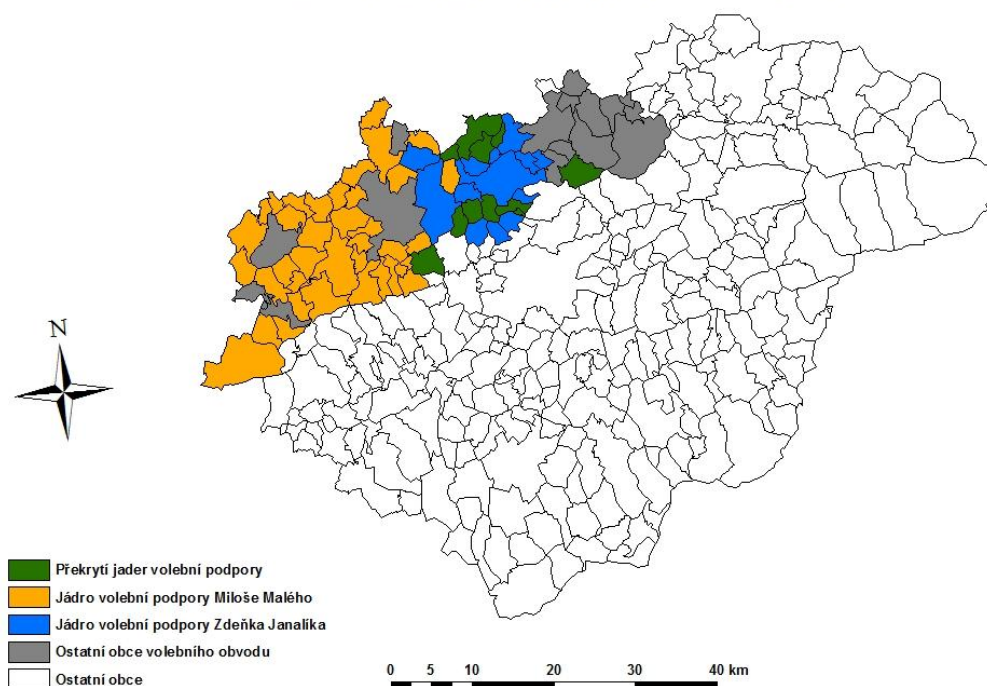 N
Překrytí jader volební podpory
Jádro volební podpory Miloše Malého
Jádro volební podpory Zdeňka Janalíka
Ostatní obce volebního obvodu
Ostatní obce
0 5 10 20 30 40 km